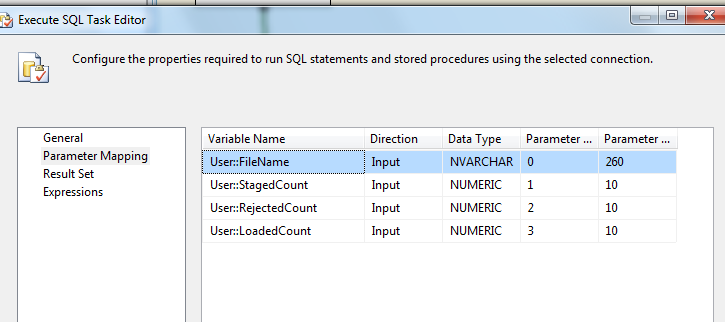 Execute SQL Task Editor
Configure the properties required to run SQL statements and stored procedures using the selected connection.
General
Parameter Mapping
Result Set
Expressions
Variable Name Direction Data Type Parameter ... Parameter ...
User::FileName Input NVARCHAR 0 260
User::StagedCount Input NUMERIC 1 10
User::RejectedCount Input NUMERIC 2 10
User::LoadedCount Input NUMERIC 3 10